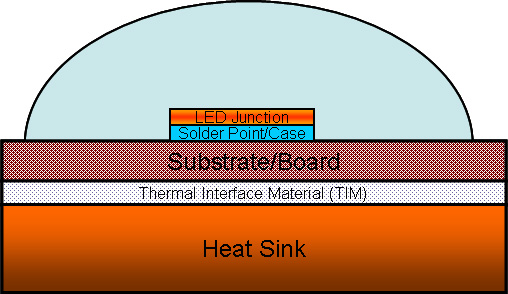 LED Junction
Solder Point/Case
Substrate/Board
Thermal Interface Material (TIM)
Heat Sink